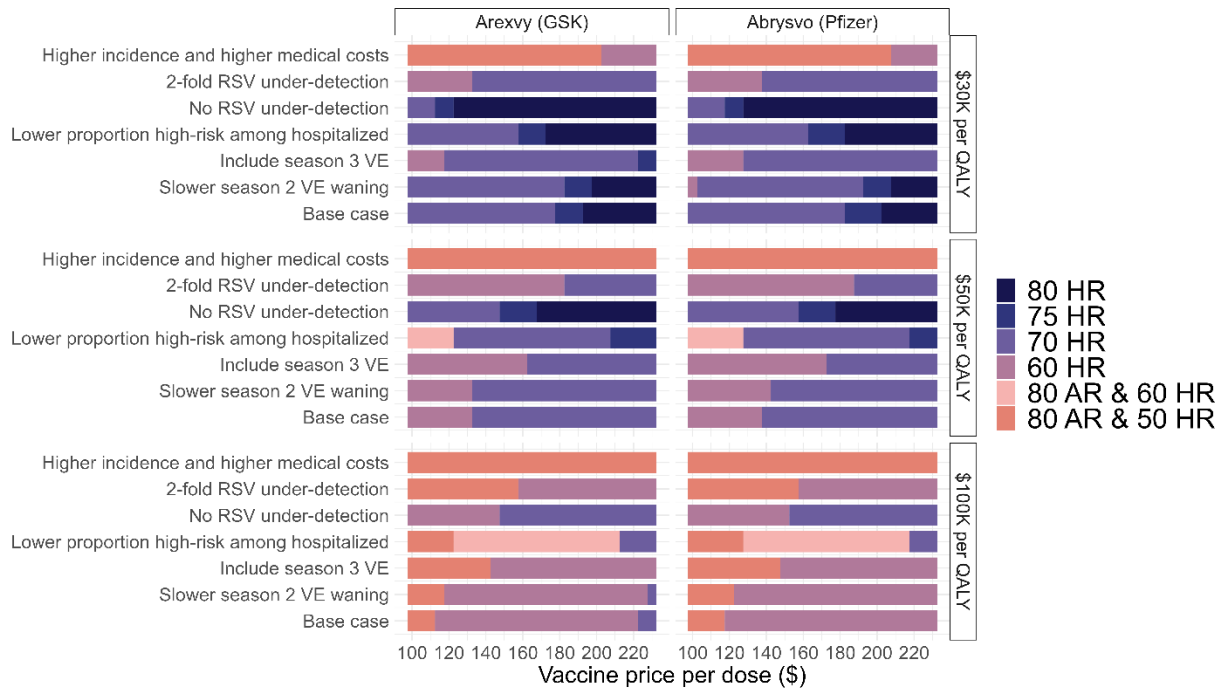 Arexvy (GSK) Abrysvo (Pfizer)
Higher incidence and higher medical costs
2-fold RSV under-detection
No RSV under-detection
Lower proportion high-risk among hospitalized
Include season 3 VE
Slower season 2 VE waning
Base case
$30K per QALY
Higher incidence and higher medical costs
2-fold RSV under-detection
No RSV under-detection
Lower proportion high-risk among hospitalized
Include season 3 VE
Slower season 2 VE waning
Base case
$50K per QALY
Higher incidence and higher medical costs
2-fold RSV under-detection
No RSV under-detection
Lower proportion high-risk among hospitalized
Include season 3 VE
Slower season 2 VE waning
Base case
$100K per QALY
100 120 140 160 180 200 220 100 120 140 160 180 200 220
Vaccine price per dose ($)
80 HR
75 HR
70 HR
60 HR
80 AR & 60 HR
80 AR & 50 HR